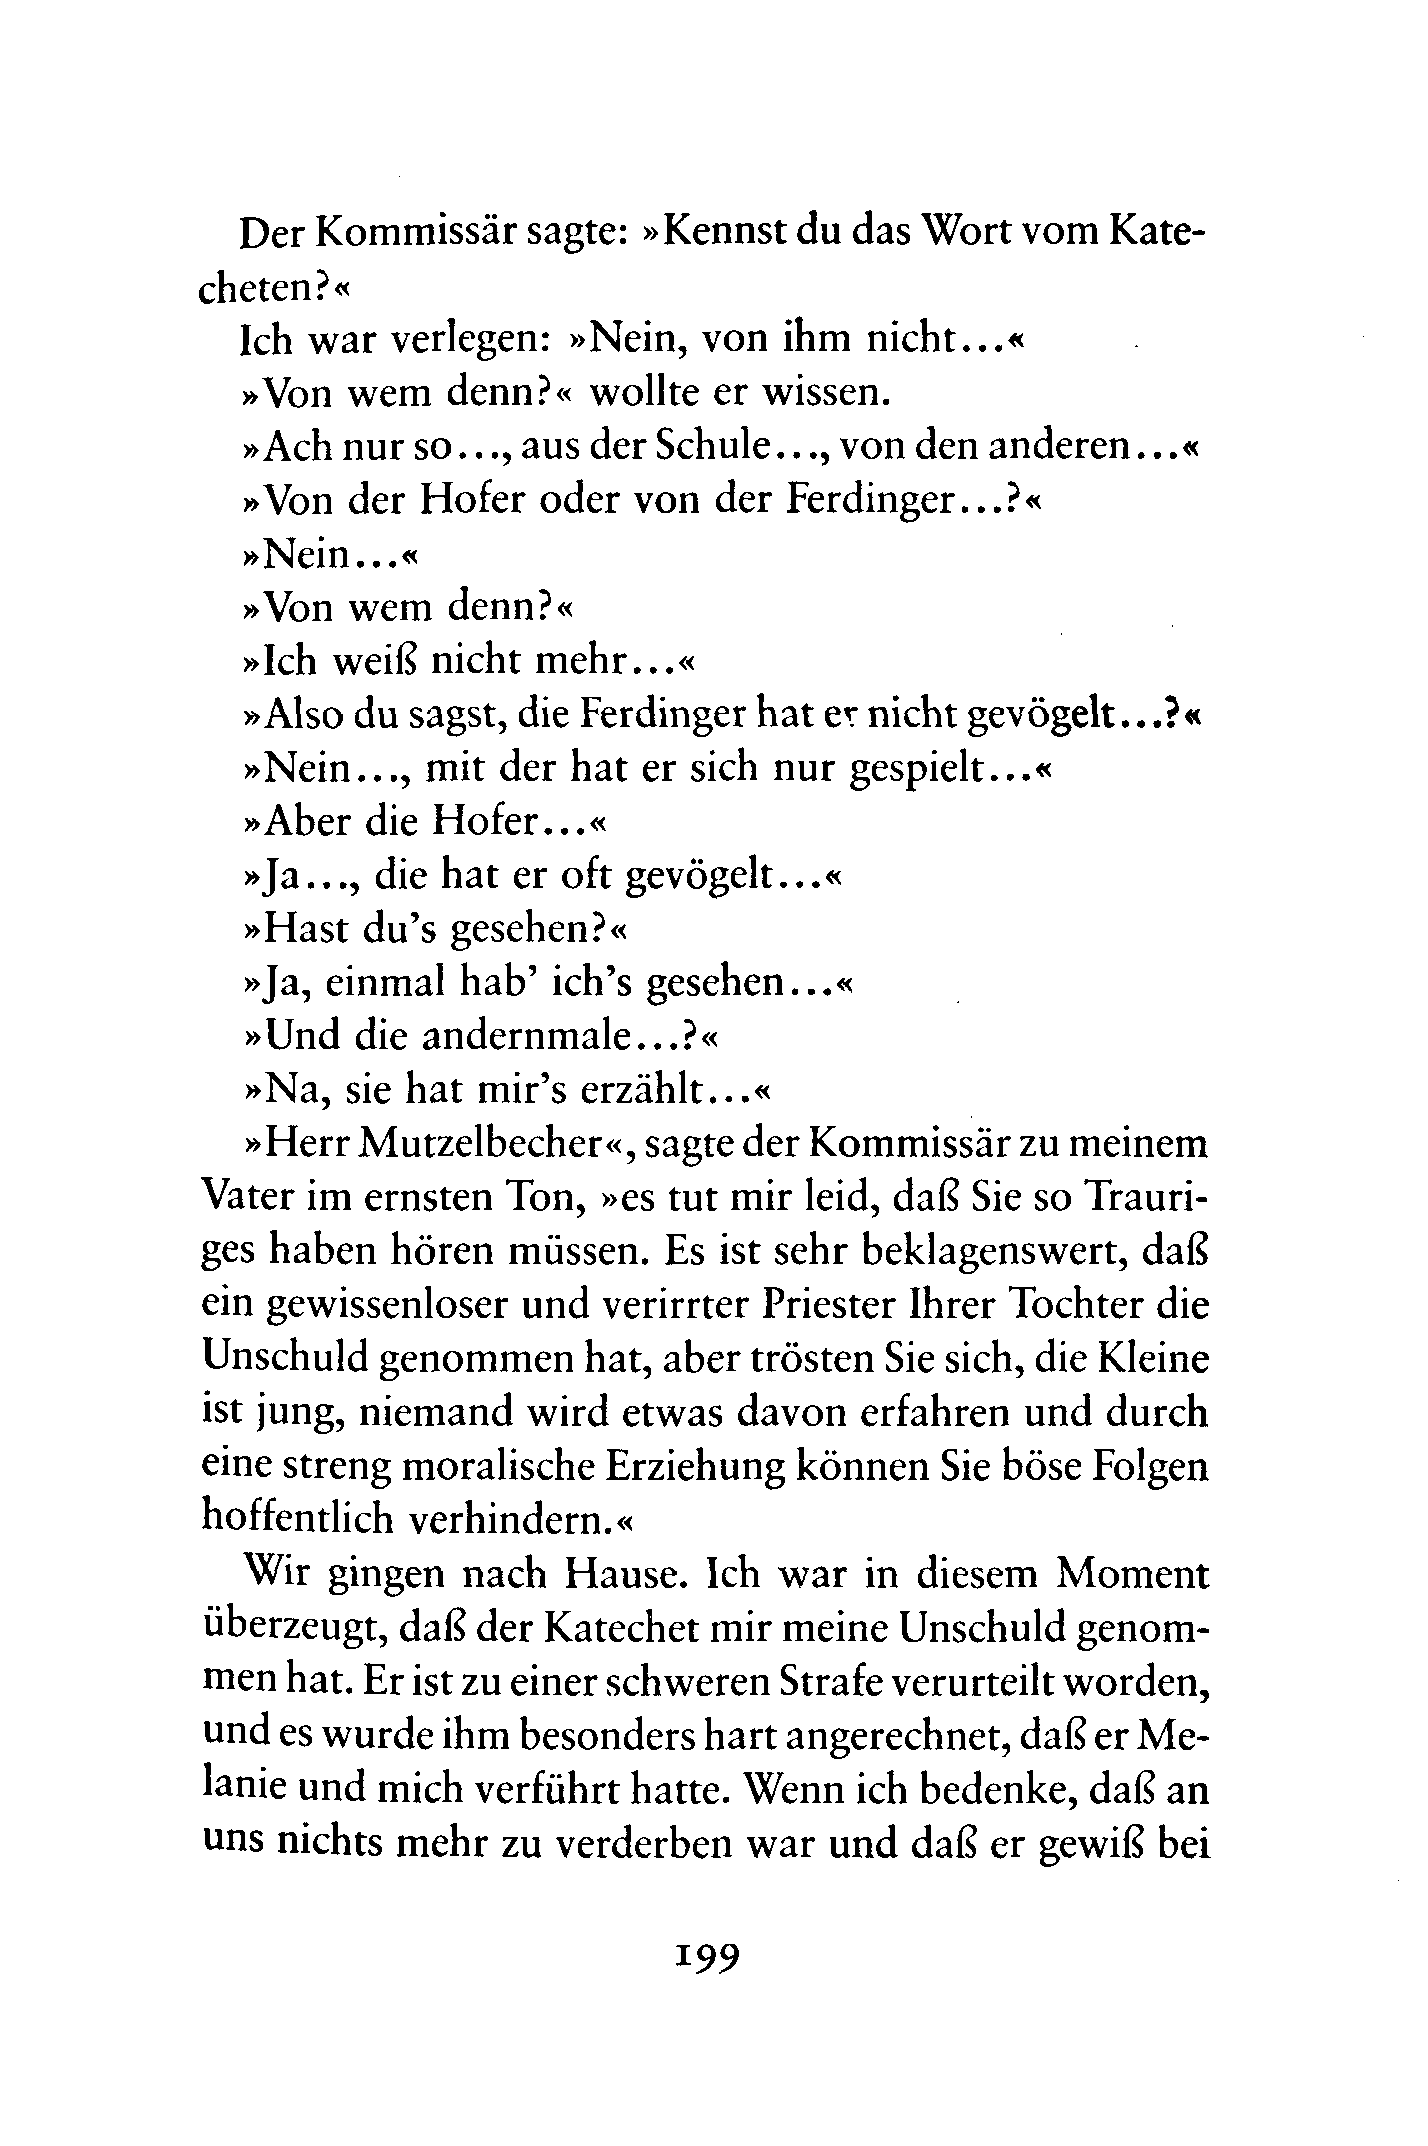 Der Kommissär sagte: »Kennst du das Wort vom Kate-
cheten?«
Ich war verlegen: »Nein, von ihm nicht...«
»Von wem denn?« wollte er wissen.
»Ach nur so..., aus der Schule..., von den anderen...«
»Von der Hofer oder von der Ferdinger...?«
»Nein...«
»Von wem denn?«
»Ich weiß nicht mehr...«
»Also du sagst, die Ferdinger hat er nicht gevögelt...?«
»Nein..., mit der hat er sich nur gespielt...«
»Aber die Hofer...«
»Ja..., die hat er oft gevögelt...«
»Hast du's gesehen?«
»Ja, einmal hab' ich's gesehen...«
»Und die andernmale...?«
»Na, sie hat mir's erzählt...«
»Herr Mutzelbecher«, sagte der Kommissär zu meinem
Vater im ernsten Ton, »es tut mir leid, daß Sie so Trauri-
ges haben hören müssen. Es ist sehr beklagenswert, daß
ein gewissenloser und verirrter Priester Ihrer Tochter die
Unschuld genommen hat, aber trösten Sie sich, die Kleine
ist jung, niemand wird etwas davon erfahren und durch
eine streng moralische Erziehung können Sie böse Folgen
hoffentlich verhindern.«
Wir gingen nach Hause. Ich war in diesem Moment
überzeugt, daß der Katechet mir meine Unschuld genom-
men hat. Er ist zu einer schweren Strafe verurteilt worden,
und es wurde ihm besonders hart angerechnet, daß er Me-
lanie und mich verführt hatte. Wenn ich bedenke, daß an
uns nichts mehr zu verderben war und daß er gewiß bei
199